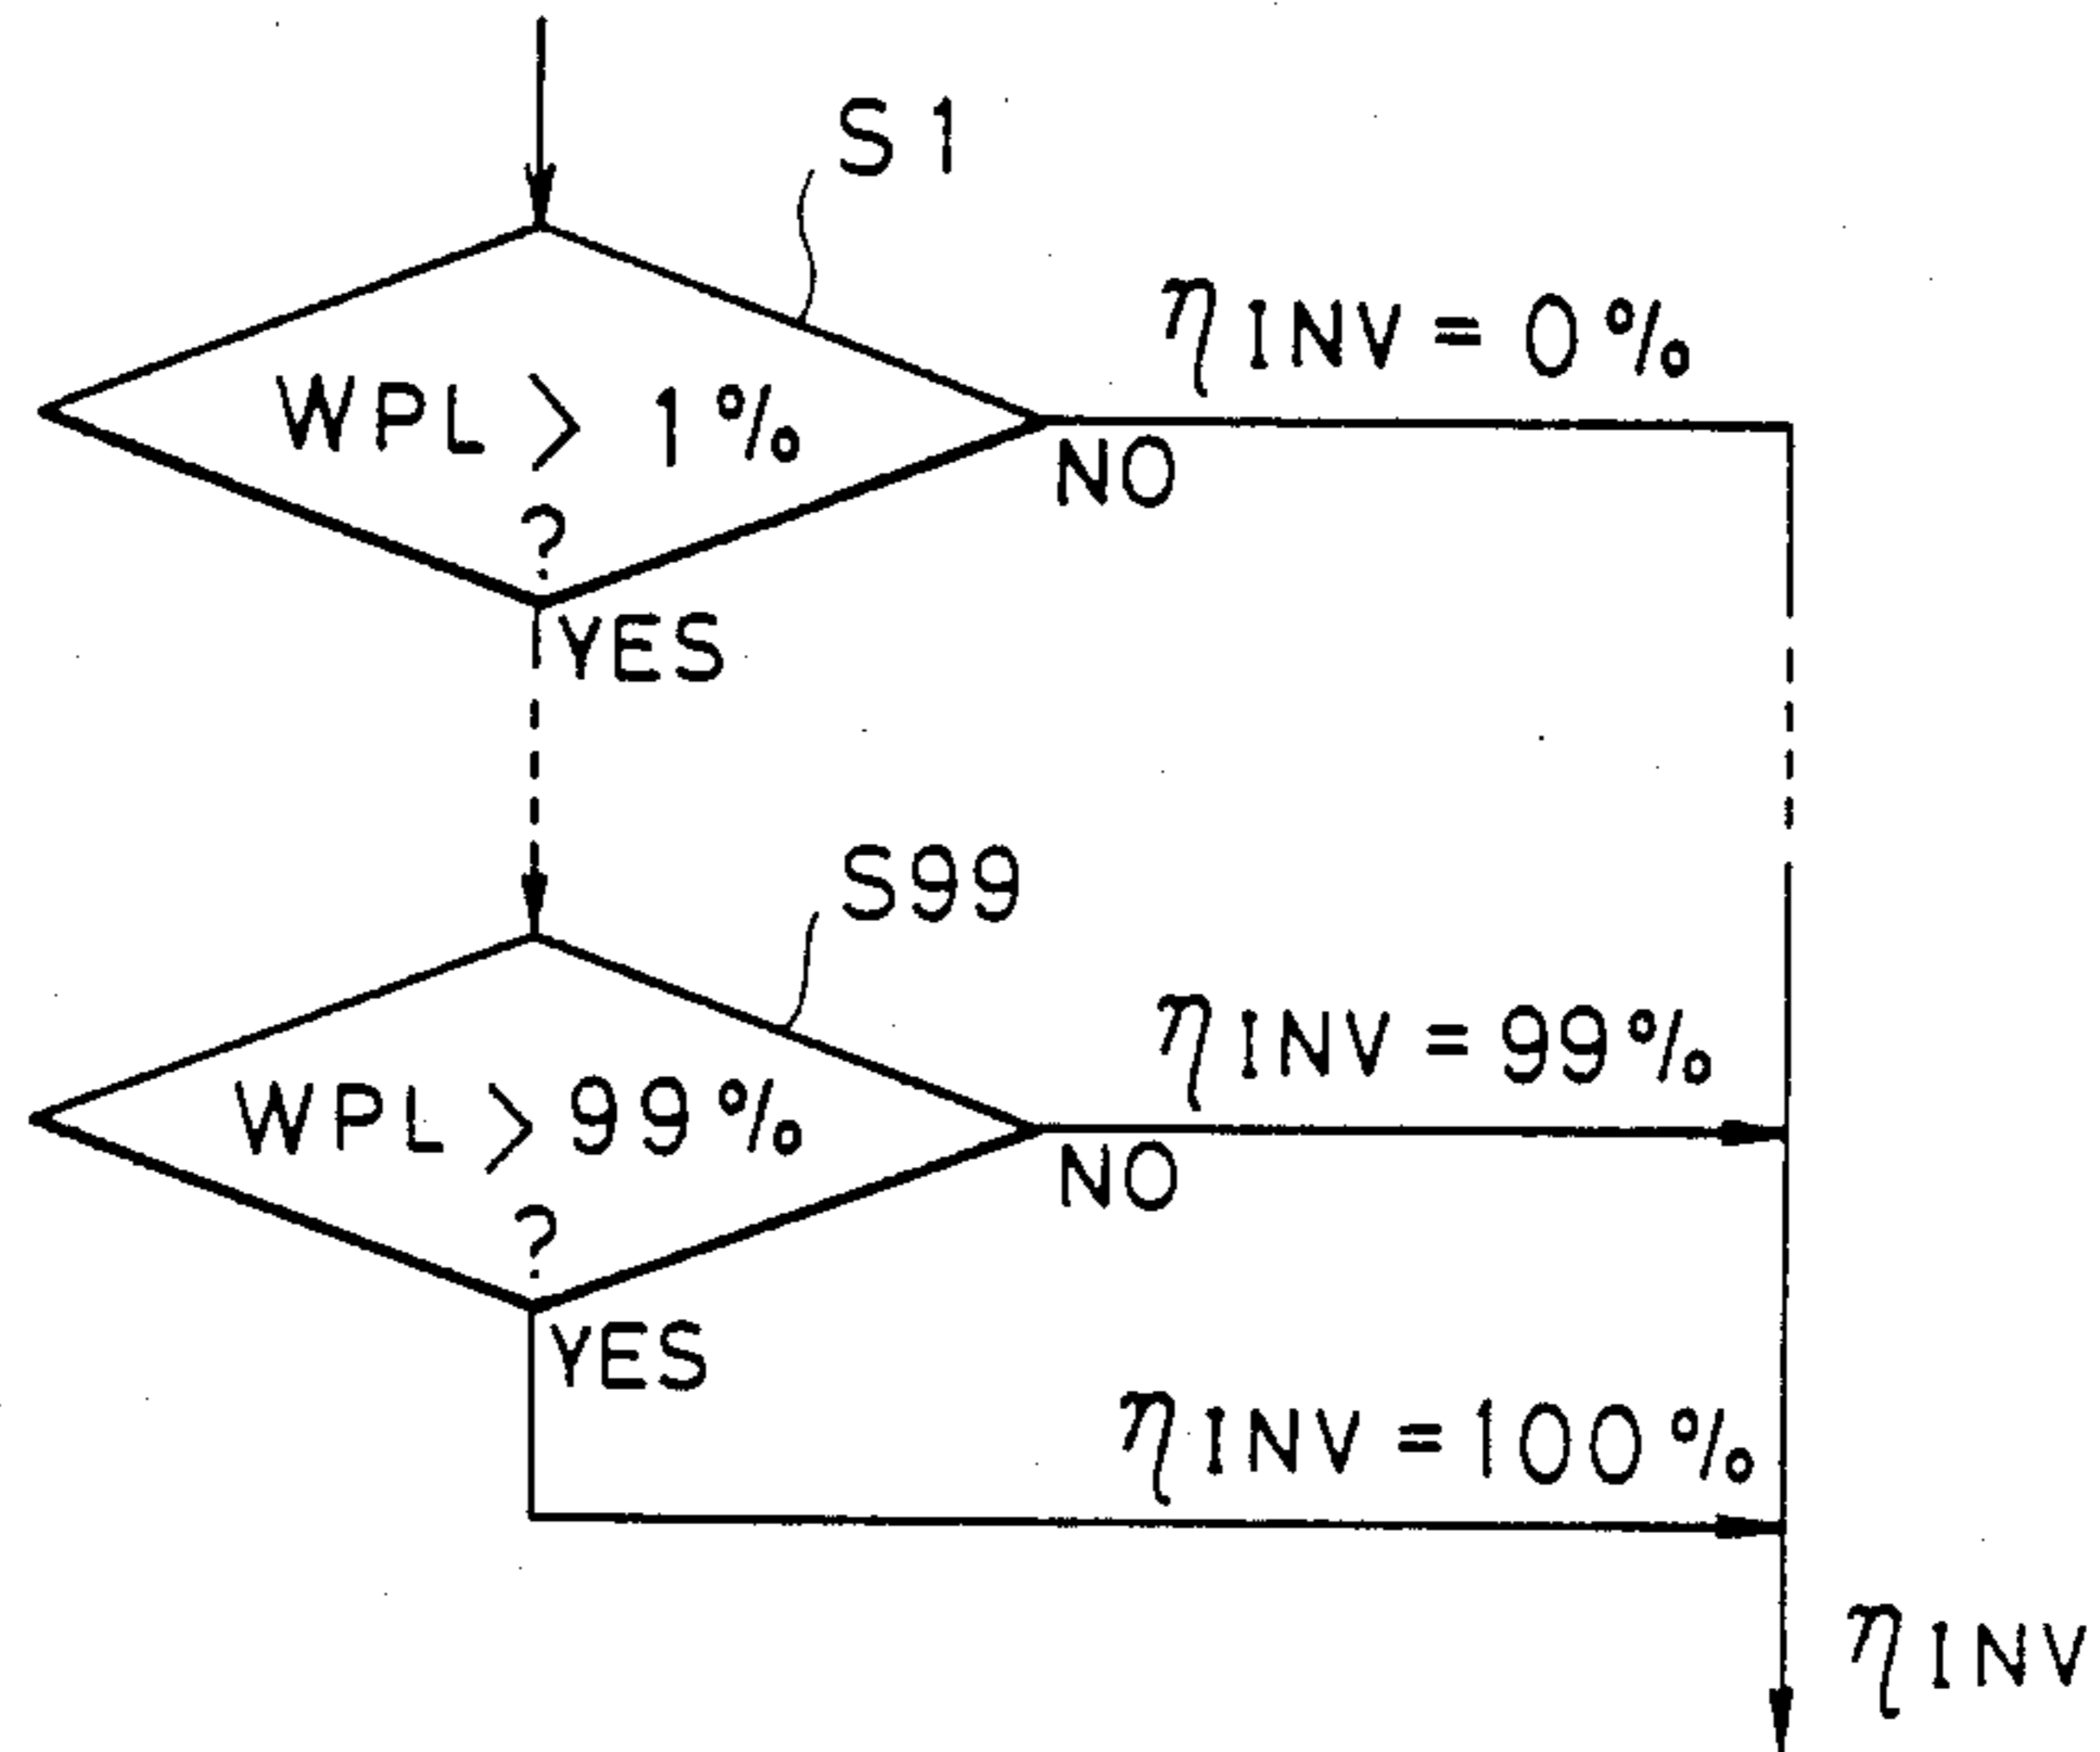 S1
ηINV = 0%
WPL > 1%
?
NO
YES
S99
ηINV = 99%
WPL > 99%
?
NO
YES
ηINV = 100%
ηINV